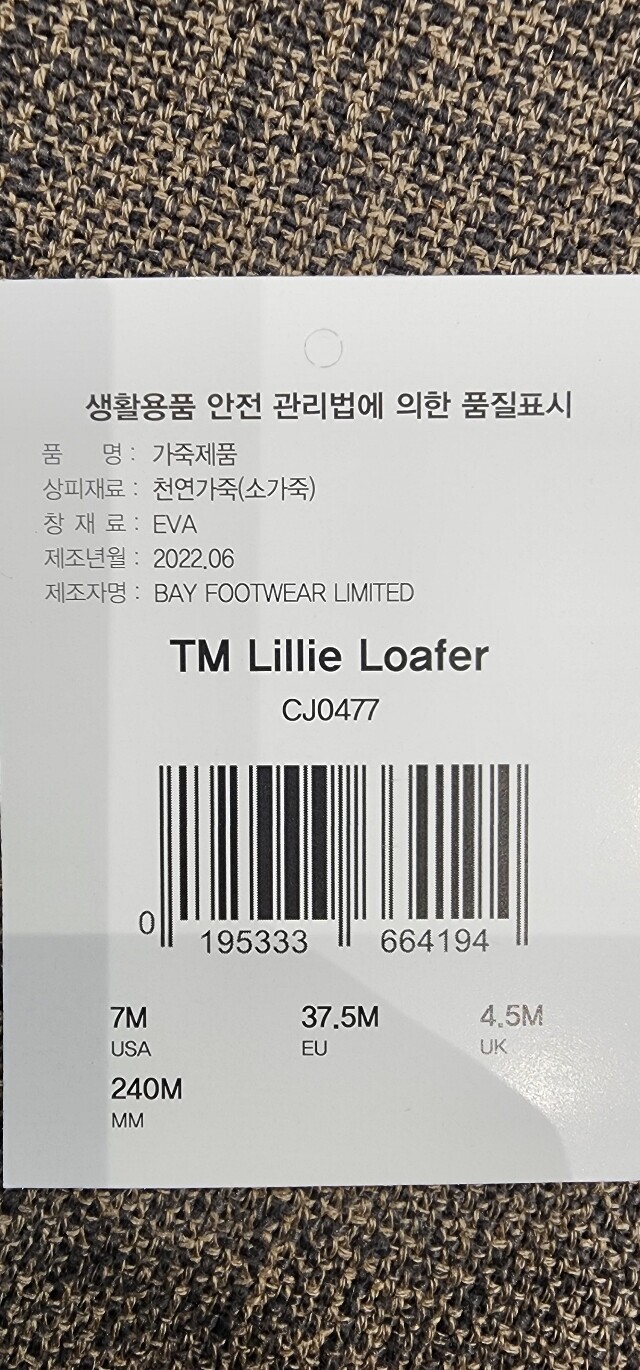 생활용품 안전 관리법에 의한 품질표시
품 명 : 가죽제품
상피재료 : 천연가죽(소가죽)
창 재 료 : EVA
제조년월 : 2022.06
제조자명 : BAY FOOTWEAR LIMITED
TM Lillie Loafer
CJ0477
0 195333 664194
7M 37.5M 4.5M
USA EU UK
240M
MM